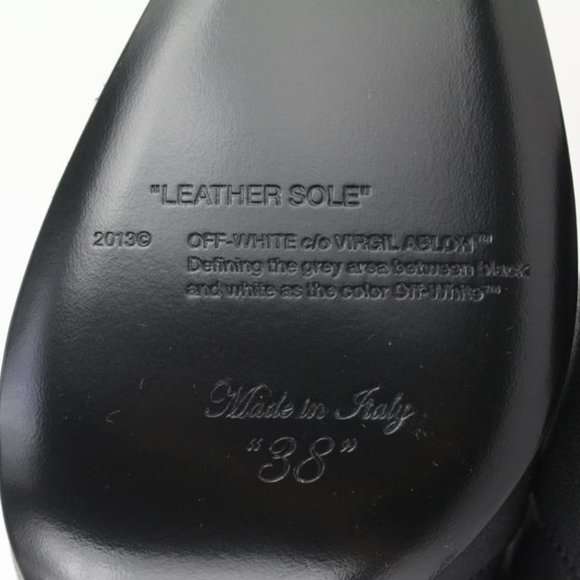 "LEATHER SOLE"
2013© OFF-WHITE c/o VIRGIL ABLOH™
Defining the grey area between black
and white as the color Off-White™
Made in Italy
"38"